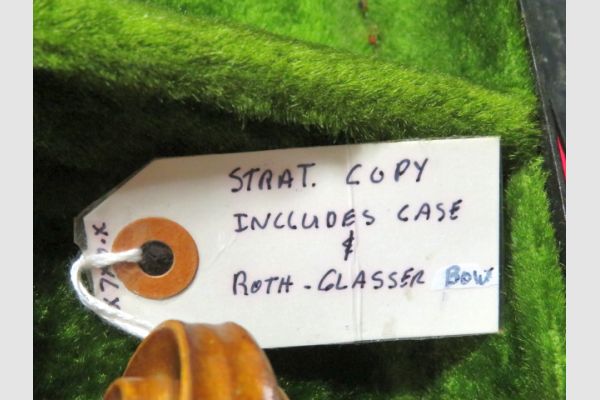 STRAT. COPY
INCLUDES CASE
&
ROTH-GLASSER BOW